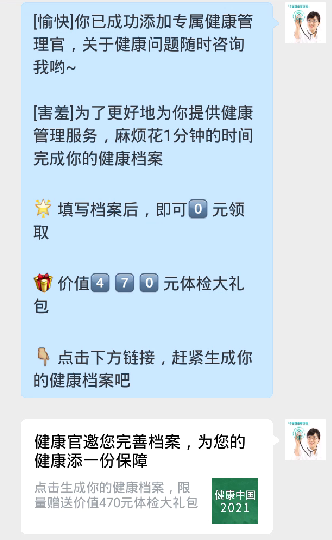 [愉快]你已成功添加专属健康管
理官，关于健康问题随时咨询
我哟~
[害羞]为了更好地为你提供健康
管理服务，麻烦花1分钟的时间
完成你的健康档案
🌟 填写档案后，即可0️⃣ 元领
取
🎁 价值4️⃣ 7️⃣ 0️⃣ 元体检大礼
包
👇🏼 点击下方链接，赶紧生成你
的健康档案吧
健康官邀您完善档案，为您的
健康添一份保障
点击生成你的健康档案，限
量赠送价值470元体检大礼包
健康中国
2021